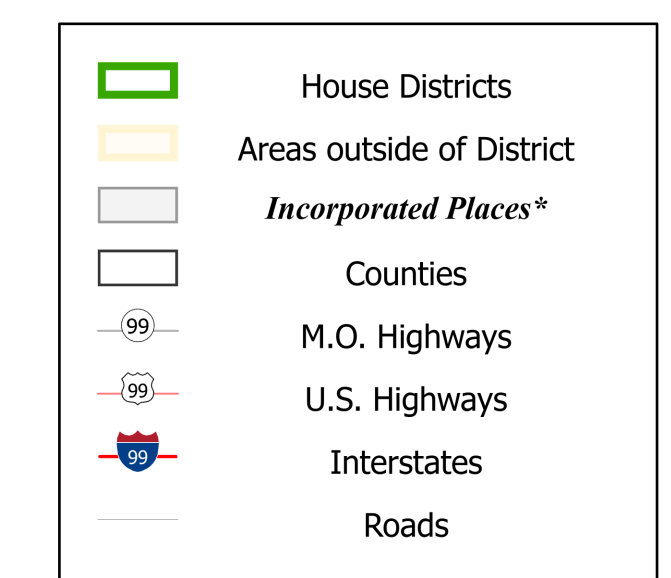 House Districts
Areas outside of District
Incorporated Places*
Counties
99 M.O. Highways
99 U.S. Highways
99 Interstates
Roads